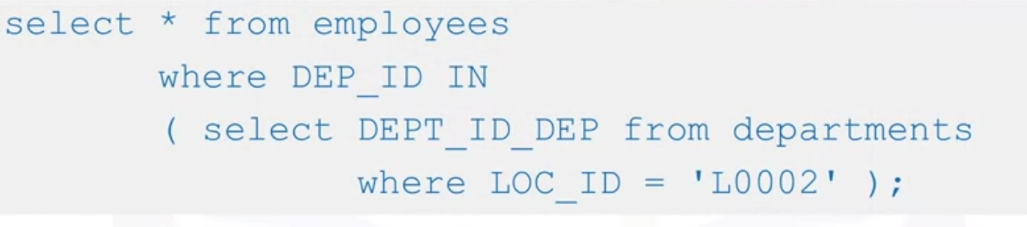 select * from employees
where DEP_ID IN
( select DEPT_ID_DEP from departments
where LOC_ID = 'L0002' );